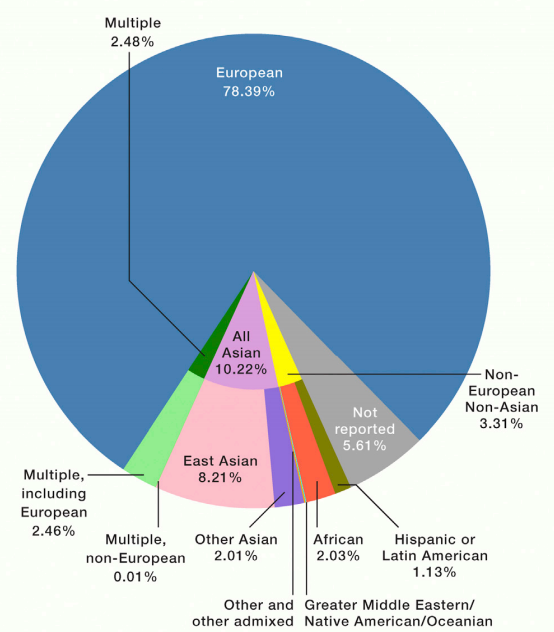 Multiple
2.48%
European
78.39%
All
Asian
10.22%
Non-
European
Non-Asian
3.31%
Not
reported
5.61%
East Asian
8.21%
Multiple,
including
European
2.46%
Multiple,
non-European
0.01%
Other Asian
2.01%
African
2.03%
Hispanic or
Latin American
1.13%
Other and
other admixed
Greater Middle Eastern/
Native American/Oceanian